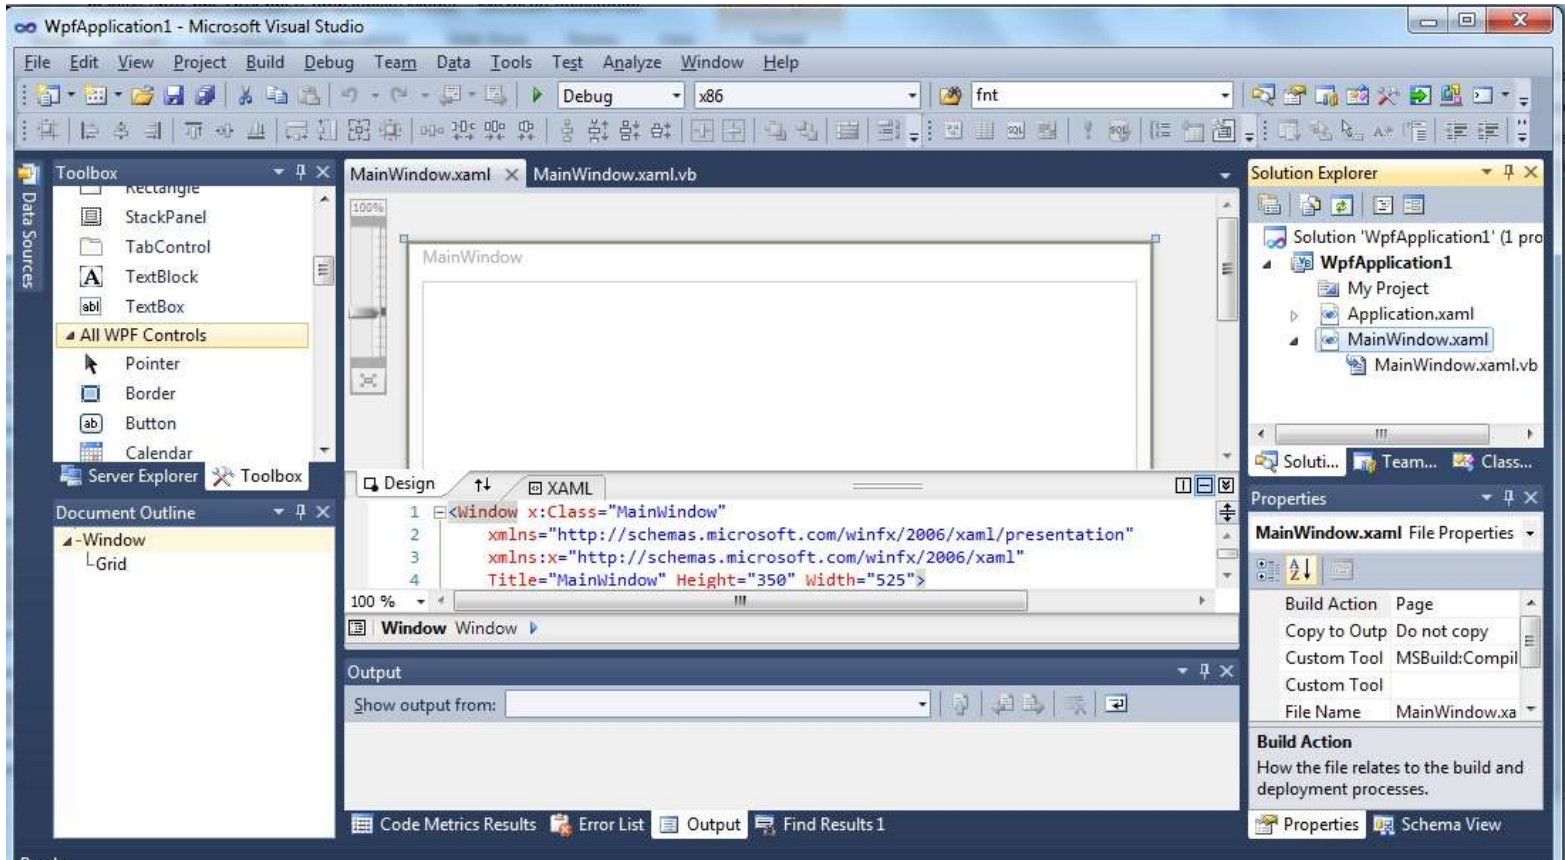 WpfApplication1 - Microsoft Visual Studio
File Edit View Project Build Debug Team Data Tools Test Analyze Window Help
Debug x86 fnt
Data Sources
Toolbox
Rectangle
StackPanel
TabControl
TextBlock
TextBox
All WPF Controls
Pointer
Border
Button
Calendar
Server Explorer Toolbox
Document Outline
Window
Grid
MainWindow.xaml MainWindow.xaml.vb
100%
MainWindow
Design XAML
1 <Window x:Class="MainWindow"
2 xmlns="http://schemas.microsoft.com/winfx/2006/xaml/presentation"
3 xmlns:x="http://schemas.microsoft.com/winfx/2006/xaml"
4 Title="MainWindow" Height="350" Width="525">
100 %
Window Window
Output
Show output from:
Code Metrics Results Error List Output Find Results 1
Solution Explorer
Solution 'WpfApplication1' (1 pro
WpfApplication1
My Project
Application.xaml
MainWindow.xaml
MainWindow.xaml.vb
Soluti... Team... Class...
Properties
MainWindow.xaml File Properties
Build Action Page
Copy to Outp Do not copy
Custom Tool MSBuild:Compil
Custom Tool
File Name MainWindow.xa
Build Action
How the file relates to the build and
deployment processes.
Properties Schema View